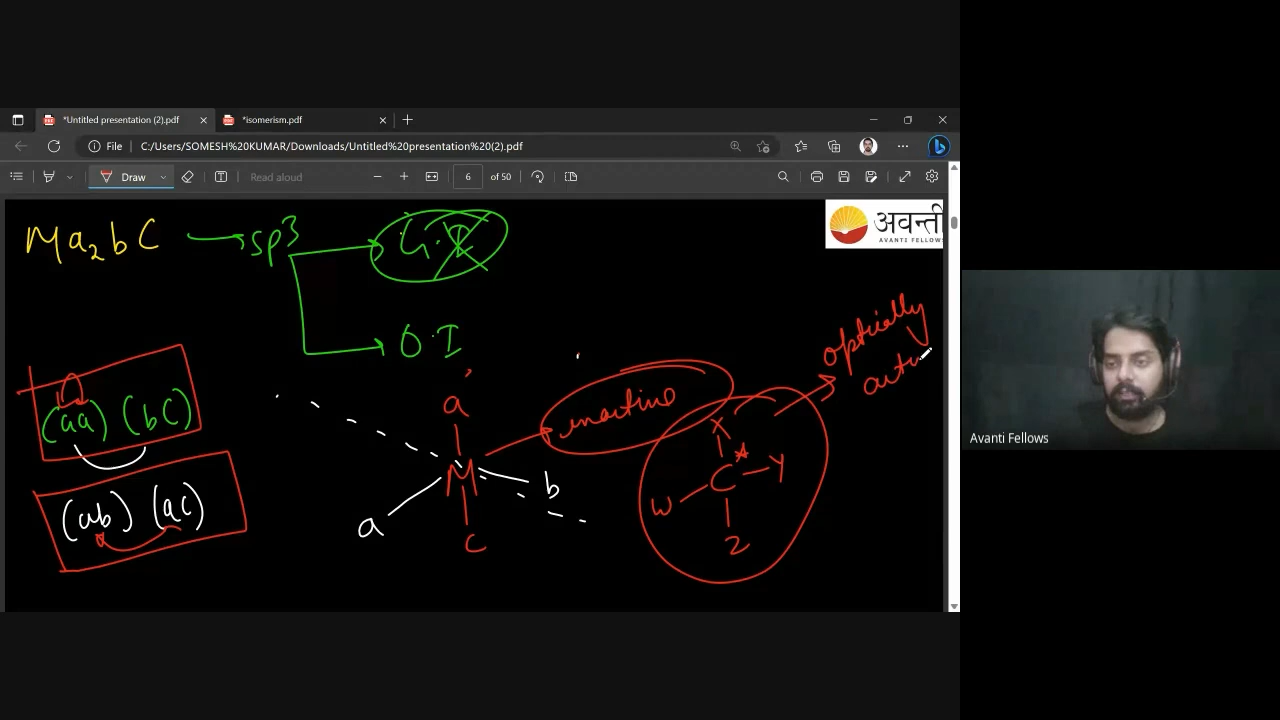 *Untitled presentation (2).pdf
*isomerism.pdf
File
C:/Users/SOMESH%20KUMAR/Downloads/Untitled%20presentation%20(2).pdf
Draw
Read aloud
6 of 50
Ma₂bC → sp3
G.I
O.I
अवन्ती
AVANTI FELLOWS
optically
(aa) (bC)
(ab) (ac)
a
M
a
b
c
inactive
X
W C* Y
Z
Avanti Fellows